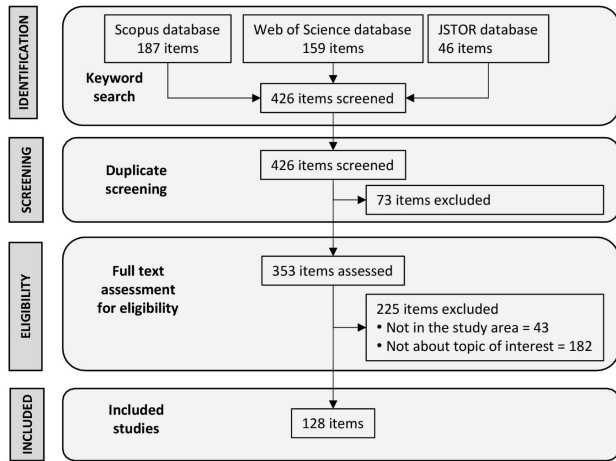 IDENTIFICATION
Scopus database
187 items
Web of Science database
159 items
JSTOR database
46 items
Keyword
search
426 items screened
SCREENING
Duplicate
screening
426 items screened
73 items excluded
ELIGIBILITY
Full text
assessment
for eligibility
353 items assessed
225 items excluded
• Not in the study area = 43
• Not about topic of interest = 182
INCLUDED
Included
studies
128 items